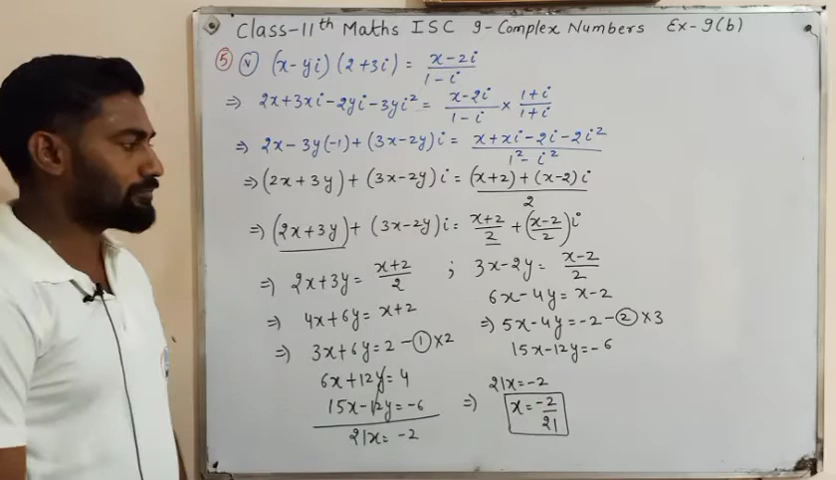 Class-11th Maths ISC 9-Complex Numbers Ex-9(b)
5 (v) (x-yi)(2+3i) = x-2i / 1-i
⇒ 2x+3xi-2yi-3yi² = x-2i / 1-i × 1+i / 1+i
⇒ 2x-3y(-1)+(3x-2y)i = x+xi-2i-2i² / 1²-i²
⇒ (2x+3y)+(3x-2y)i = (x+2)+(x-2)i / 2
⇒ (2x+3y)+(3x-2y)i = x+2 / 2 + (x-2 / 2)i
⇒ 2x+3y = x+2 / 2 ; 3x-2y = x-2 / 2
⇒ 4x+6y = x+2
6x-4y = x-2
⇒ 3x+6y = 2 - ① ×2
⇒ 5x-4y = -2 - ② ×3
6x+12y = 4
15x-12y = -6
15x-12y = -6
21x = -2
21x = -2
⇒ x = -2 / 21